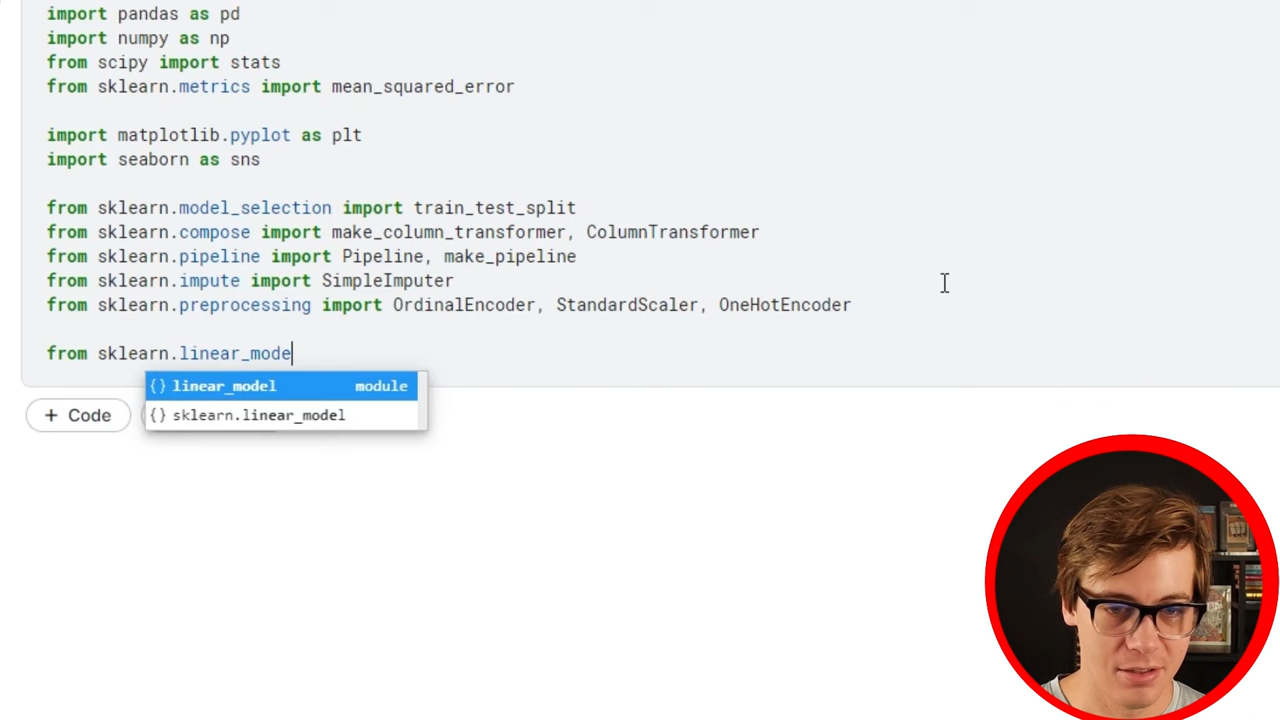 import pandas as pd
import numpy as np
from scipy import stats
from sklearn.metrics import mean_squared_error
import matplotlib.pyplot as plt
import seaborn as sns
from sklearn.model_selection import train_test_split
from sklearn.compose import make_column_transformer, ColumnTransformer
from sklearn.pipeline import Pipeline, make_pipeline
from sklearn.impute import SimpleImputer
from sklearn.preprocessing import OrdinalEncoder, StandardScaler, OneHotEncoder
from sklearn.linear_mode
{} linear_model module
{} sklearn.linear_model
+ Code